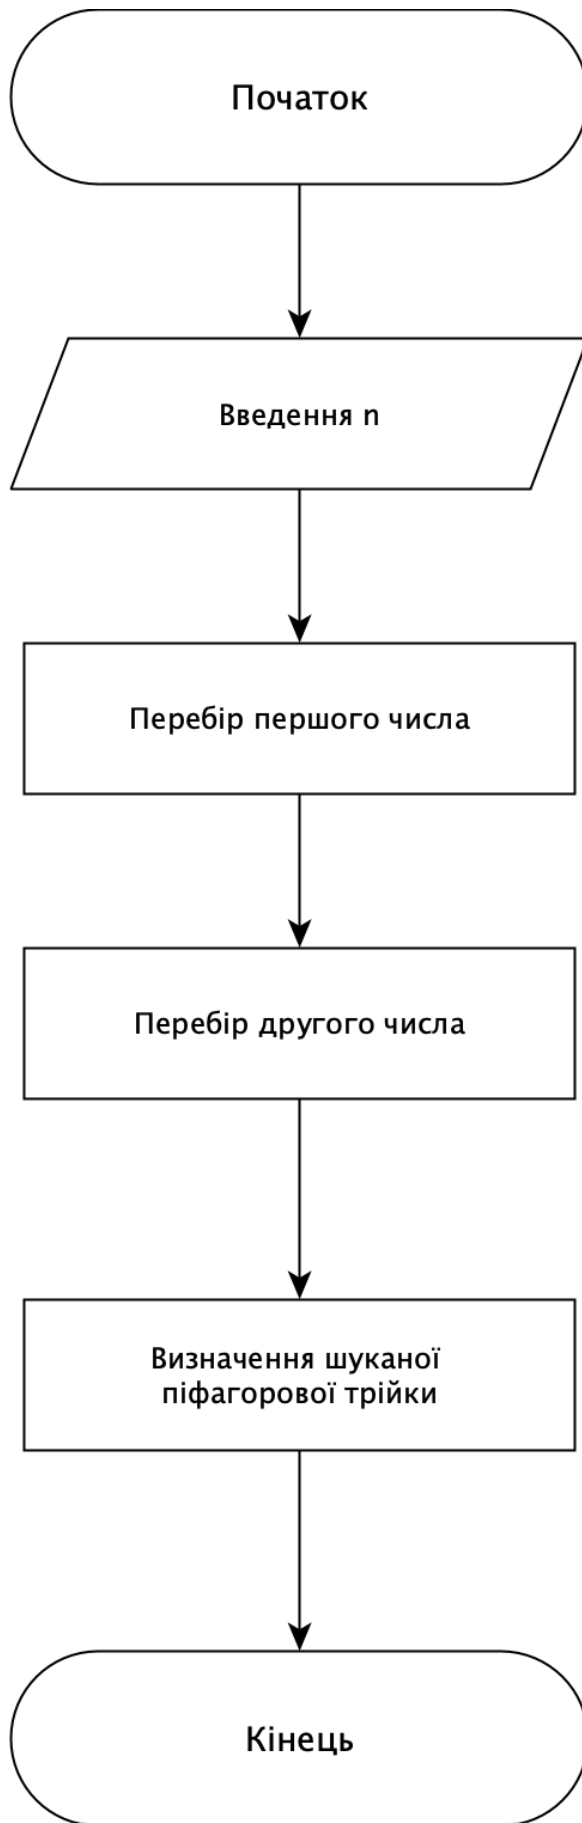 Початок
Введення n
Перебір першого числа
Перебір другого числа
Визначення шуканої
піфагорової трійки
Кінець